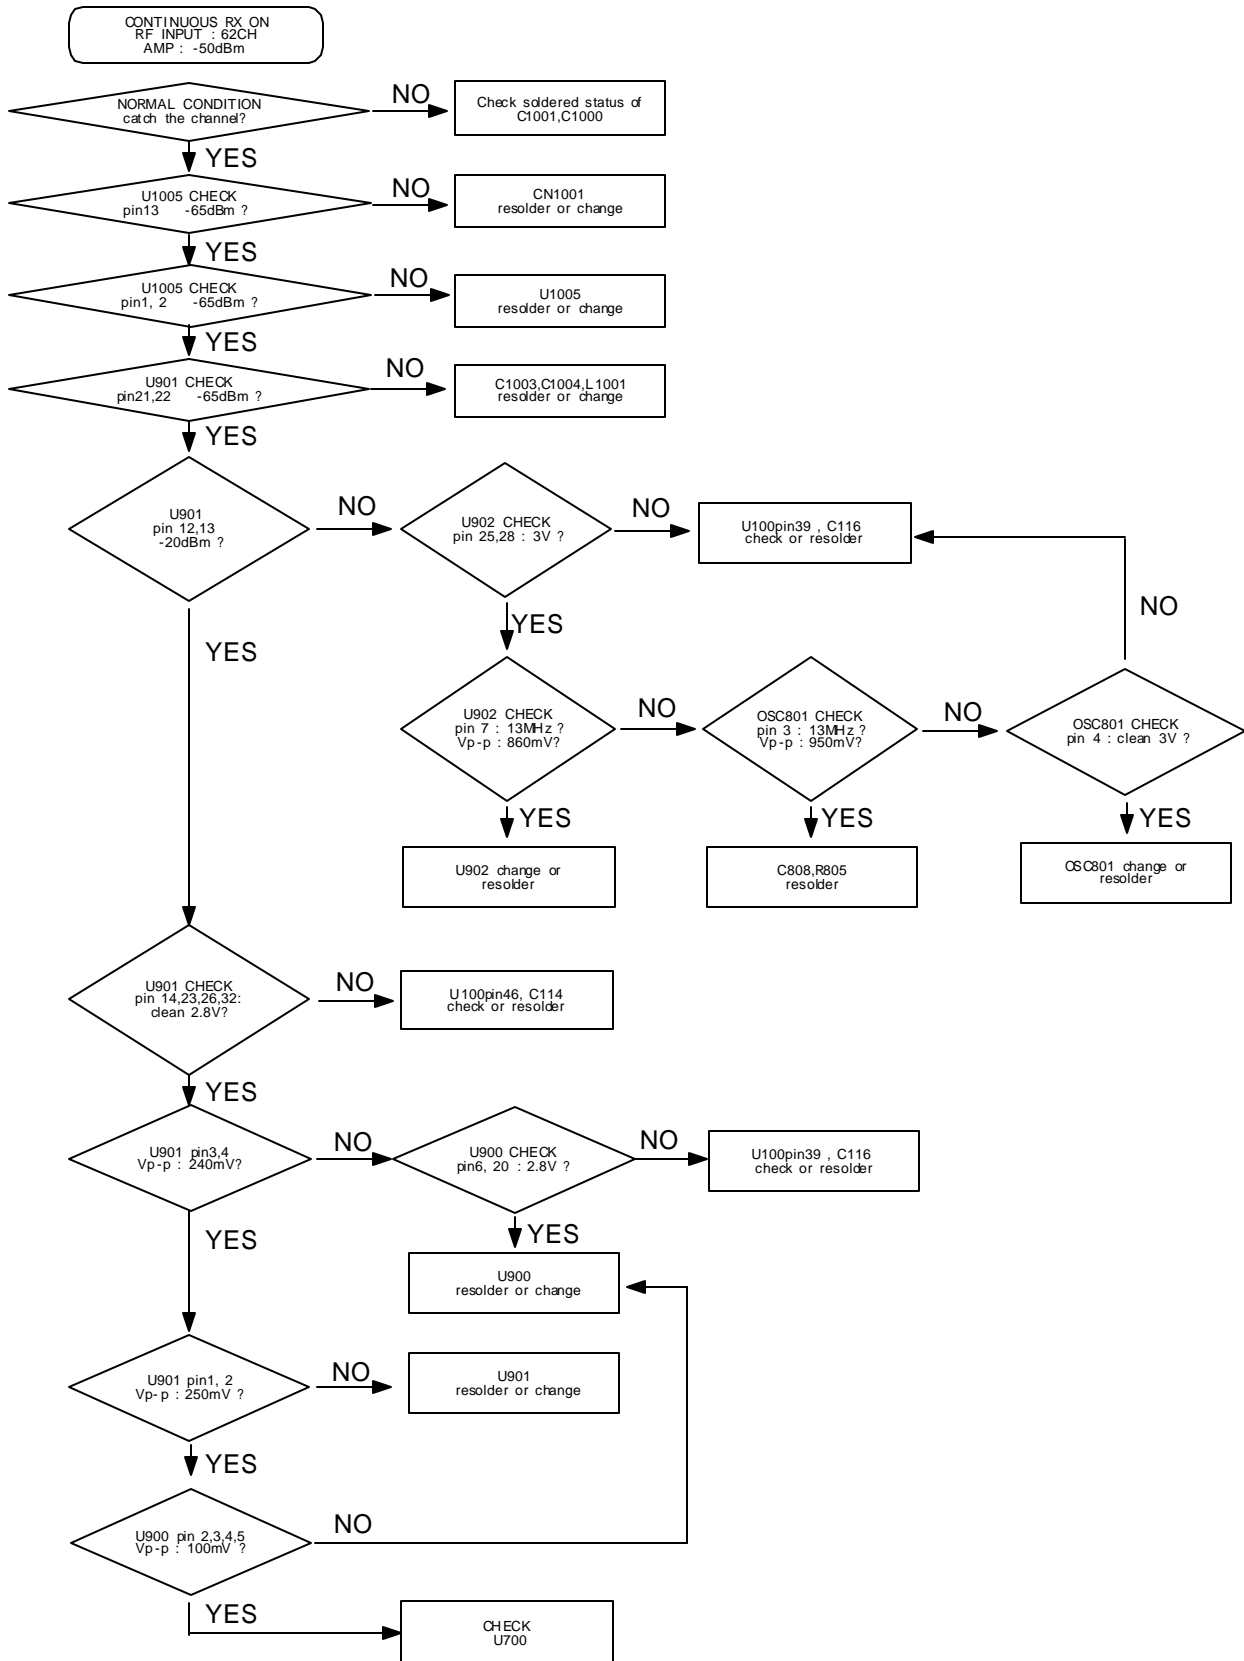 CONTINUOUS RX ON
RF INPUT : 62CH
AMP : -50dBm
NORMAL CONDITION
catch the channel?
NO
Check soldered status of
C1001,C1000
YES
U1005 CHECK
pin13 -65dBm ?
NO
CN1001
resolder or change
YES
U1005 CHECK
pin1, 2 -65dBm ?
NO
U1005
resolder or change
YES
U901 CHECK
pin21,22 -65dBm ?
NO
C1003,C1004,L1001
resolder or change
YES
U901
pin 12,13
-20dBm ?
NO
U902 CHECK
pin 25,28 : 3V ?
NO
U100pin39 , C116
check or resolder
NO
YES
YES
U902 CHECK
pin 7 : 13MHz ?
Vp-p : 860mV?
NO
OSC801 CHECK
pin 3 : 13MHz ?
Vp-p : 950mV?
NO
OSC801 CHECK
pin 4 : clean 3V ?
YES
YES
YES
U902 change or
resolder
C808,R805
resolder
OSC801 change or
resolder
U901 CHECK
pin 14,23,26,32:
clean 2.8V?
NO
U100pin46, C114
check or resolder
YES
U901 pin3,4
Vp-p : 240mV?
NO
U900 CHECK
pin6, 20 : 2.8V ?
NO
U100pin39 , C116
check or resolder
YES
YES
U900
resolder or change
U901 pin1, 2
Vp-p : 250mV ?
NO
U901
resolder or change
YES
U900 pin 2,3,4,5
Vp-p : 100mV ?
NO
YES
CHECK
U700